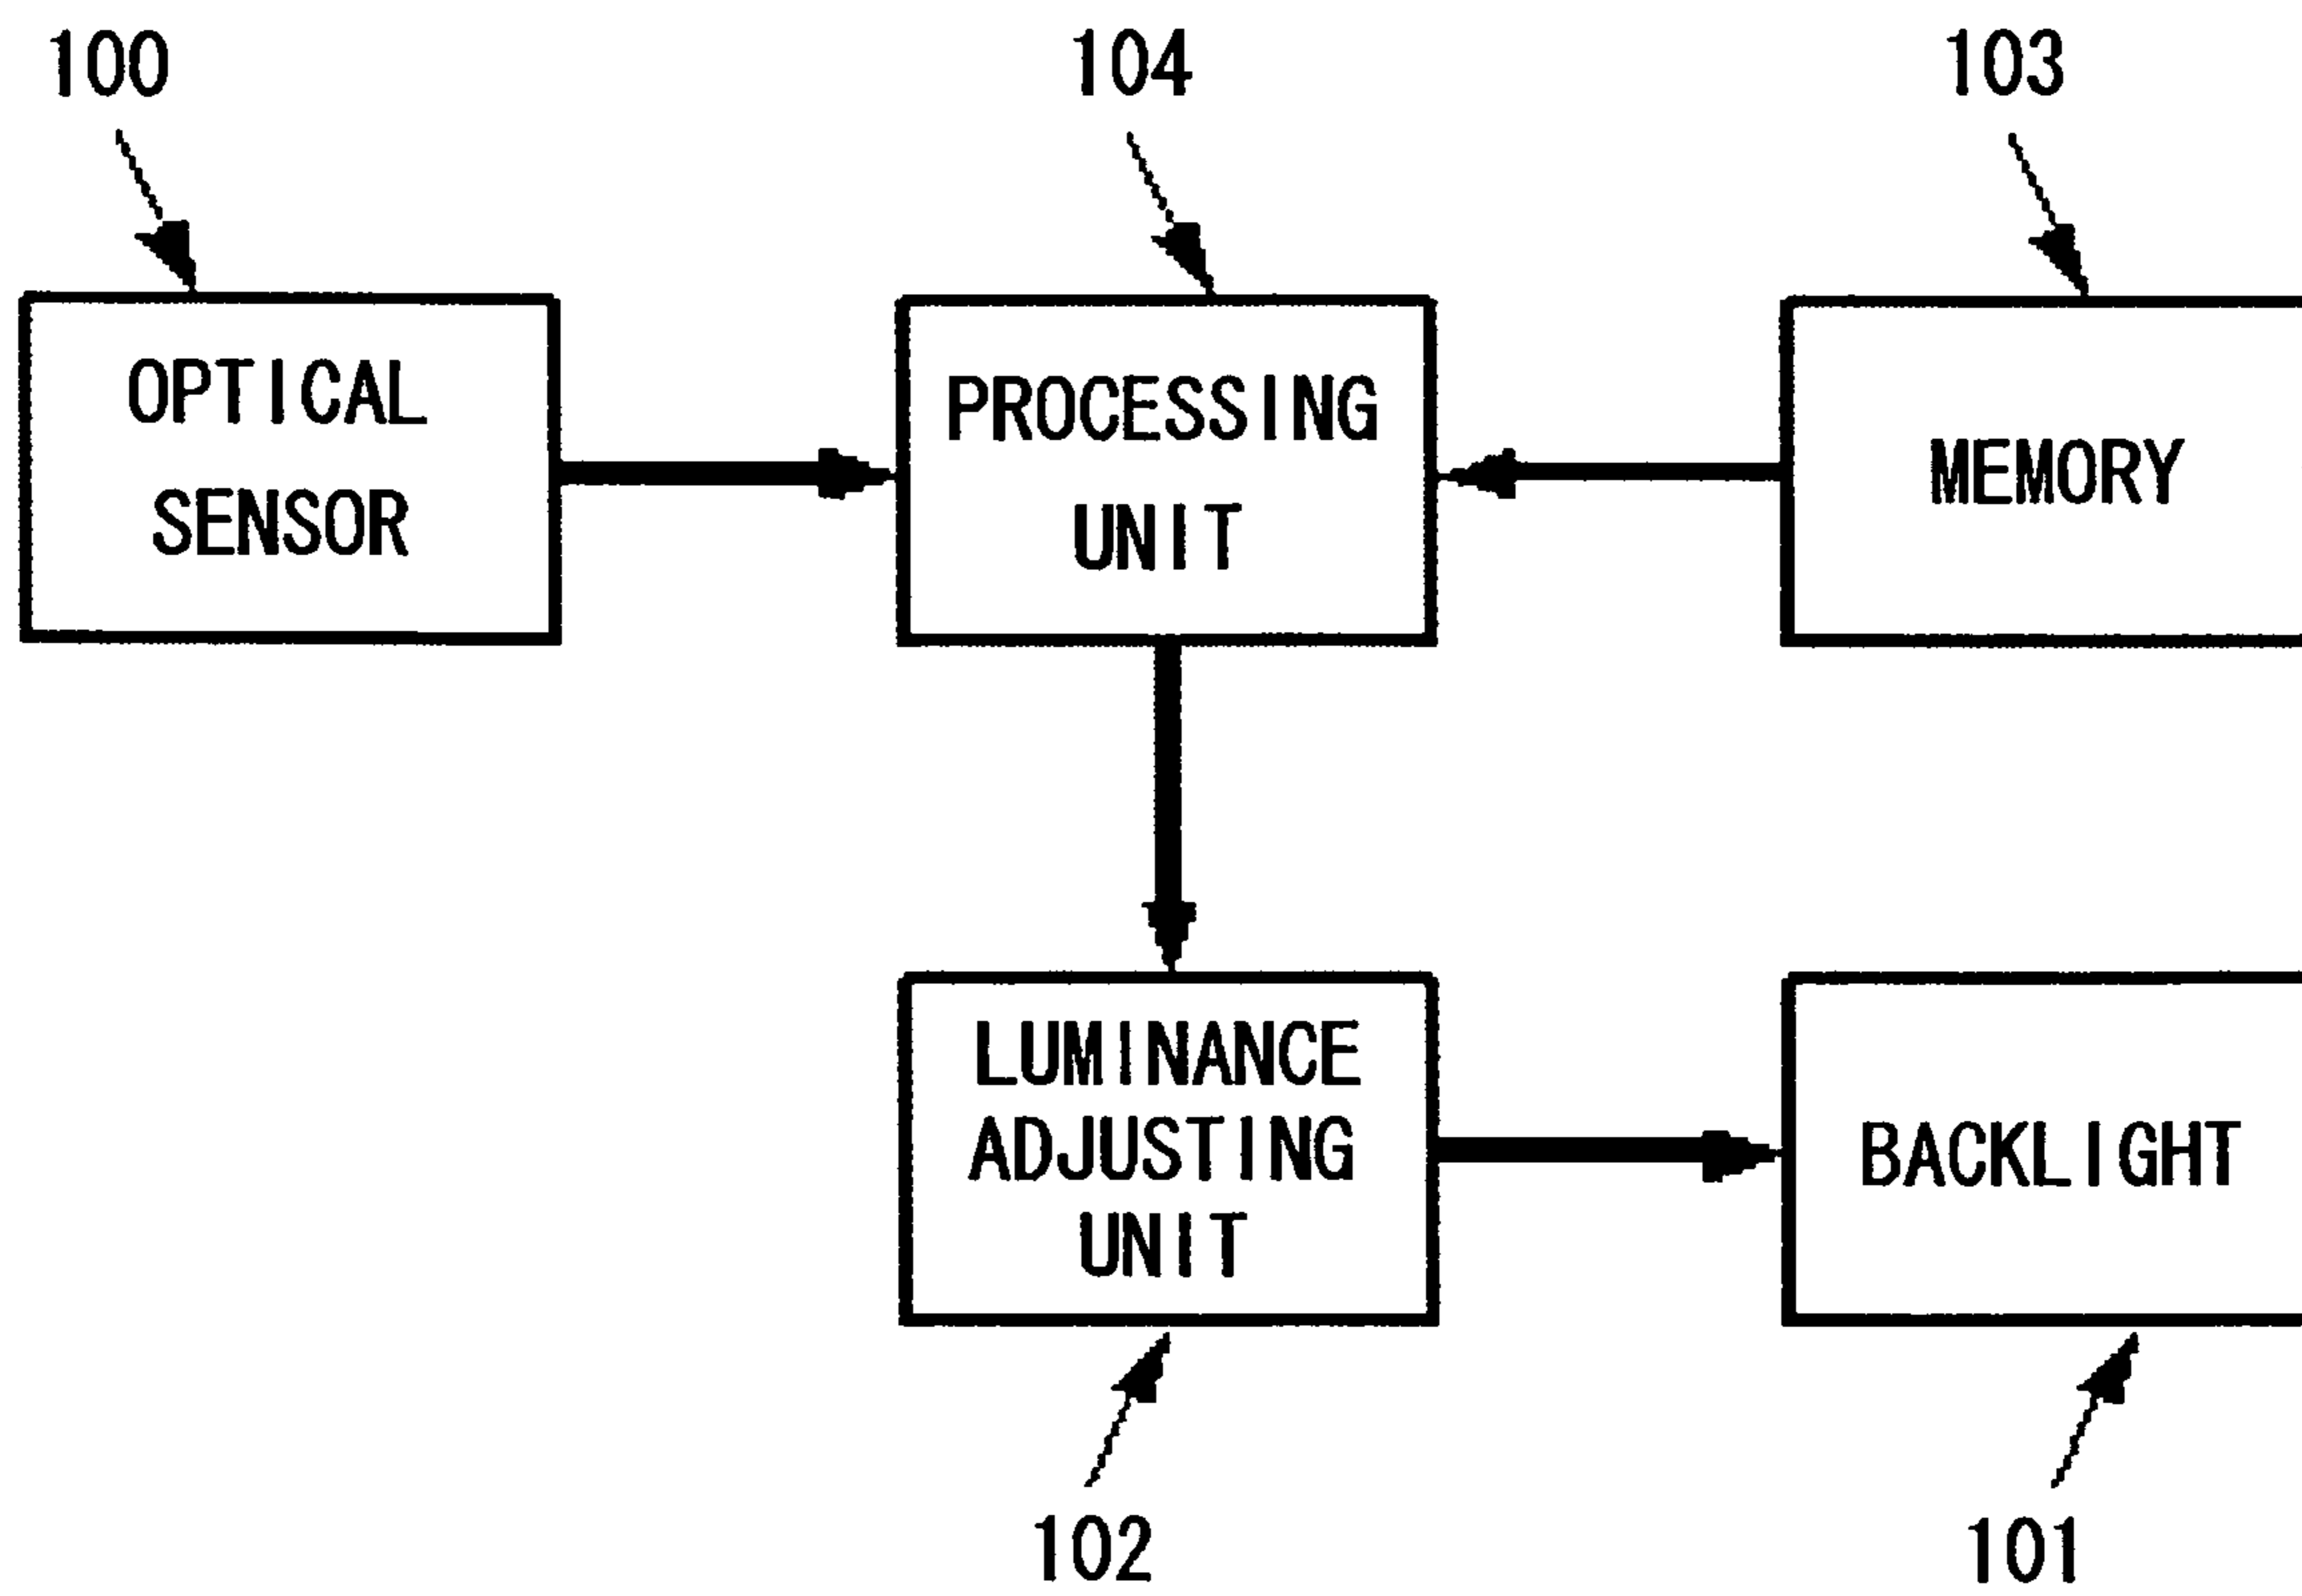 100
104
103
OPTICAL
SENSOR
PROCESSING
UNIT
MEMORY
LUMINANCE
ADJUSTING
UNIT
BACKLIGHT
102
101